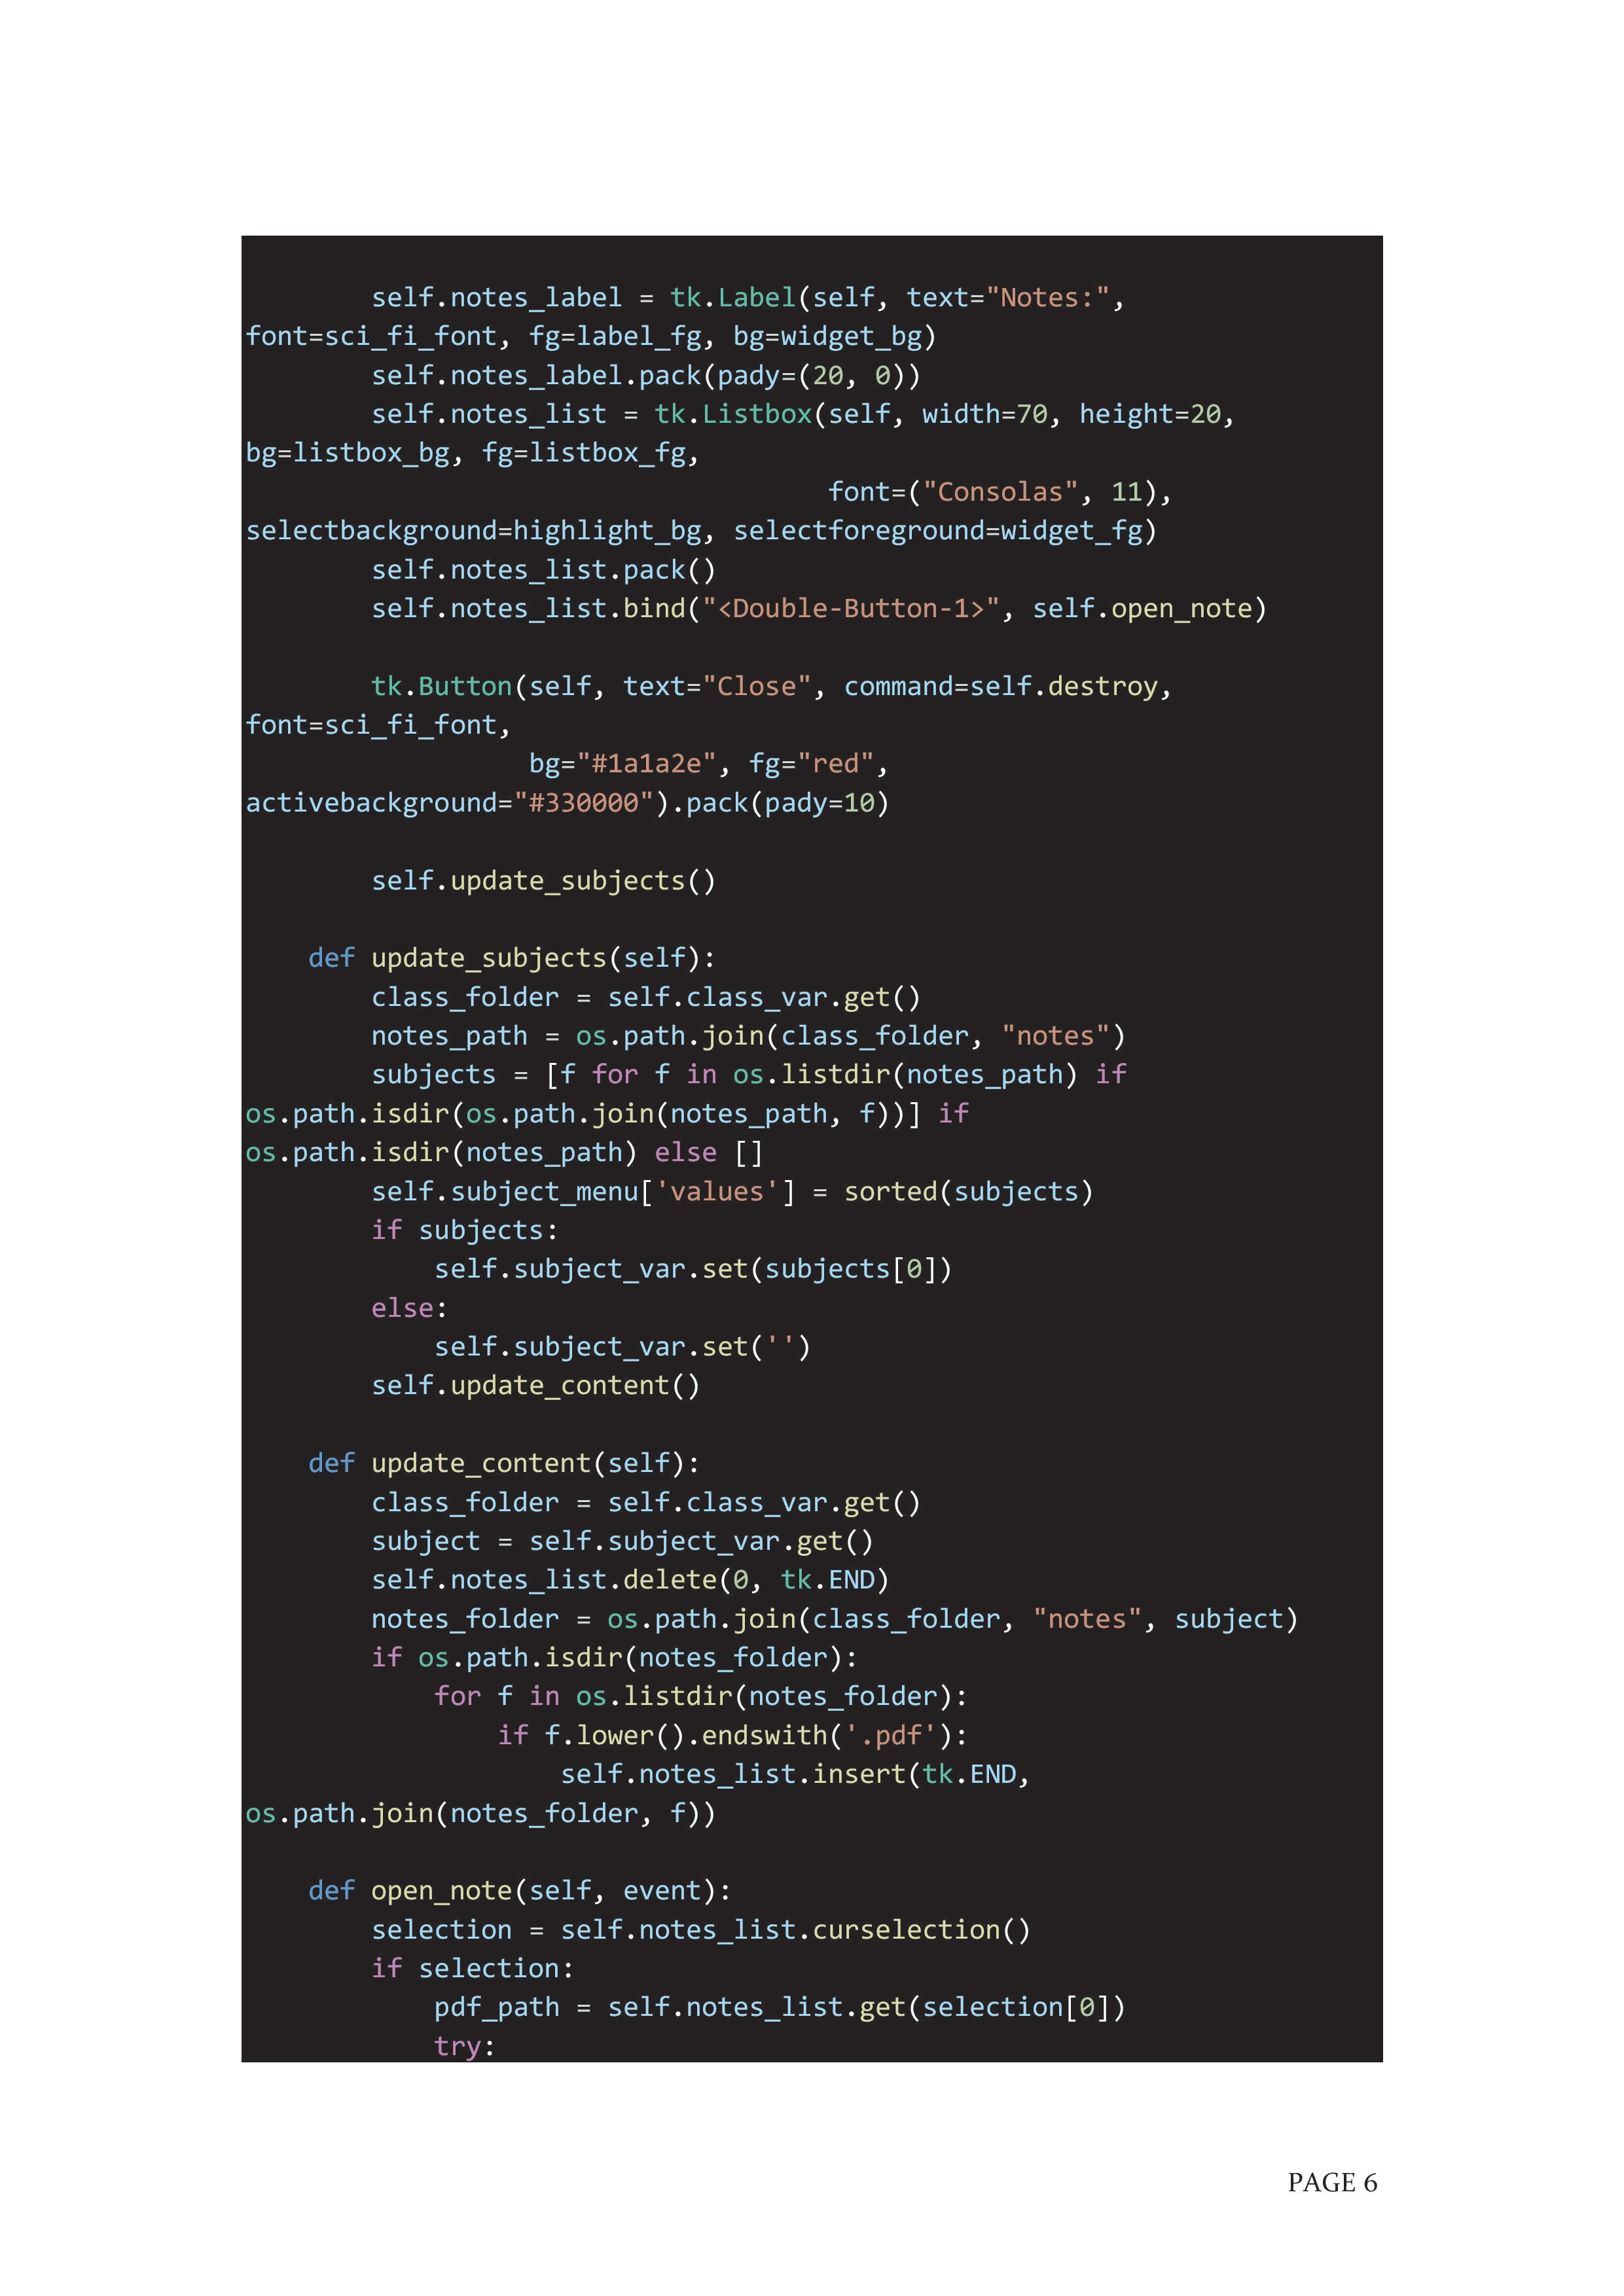 self.notes_label = tk.Label(self, text="Notes:",
font=sci_fi_font, fg=label_fg, bg=widget_bg)
        self.notes_label.pack(pady=(20, 0))
        self.notes_list = tk.Listbox(self, width=70, height=20,
bg=listbox_bg, fg=listbox_fg,
                                     font=("Consolas", 11),
selectbackground=highlight_bg, selectforeground=widget_fg)
        self.notes_list.pack()
        self.notes_list.bind("<Double-Button-1>", self.open_note)

        tk.Button(self, text="Close", command=self.destroy,
font=sci_fi_font,
                  bg="#1a1a2e", fg="red",
activebackground="#330000").pack(pady=10)

        self.update_subjects()

    def update_subjects(self):
        class_folder = self.class_var.get()
        notes_path = os.path.join(class_folder, "notes")
        subjects = [f for f in os.listdir(notes_path) if
os.path.isdir(os.path.join(notes_path, f))] if
os.path.isdir(notes_path) else []
        self.subject_menu['values'] = sorted(subjects)
        if subjects:
            self.subject_var.set(subjects[0])
        else:
            self.subject_var.set('')
        self.update_content()

    def update_content(self):
        class_folder = self.class_var.get()
        subject = self.subject_var.get()
        self.notes_list.delete(0, tk.END)
        notes_folder = os.path.join(class_folder, "notes", subject)
        if os.path.isdir(notes_folder):
            for f in os.listdir(notes_folder):
                if f.lower().endswith('.pdf'):
                    self.notes_list.insert(tk.END,
os.path.join(notes_folder, f))

    def open_note(self, event):
        selection = self.notes_list.curselection()
        if selection:
            pdf_path = self.notes_list.get(selection[0])
            try:
PAGE 6